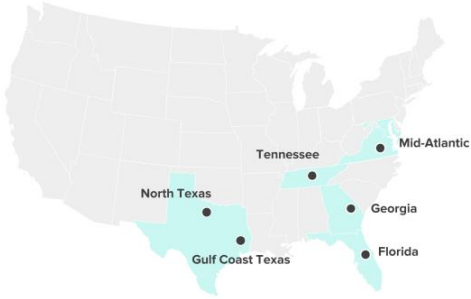 Mid-Atlantic
Tennessee
North Texas
Georgia
Florida
Gulf Coast Texas